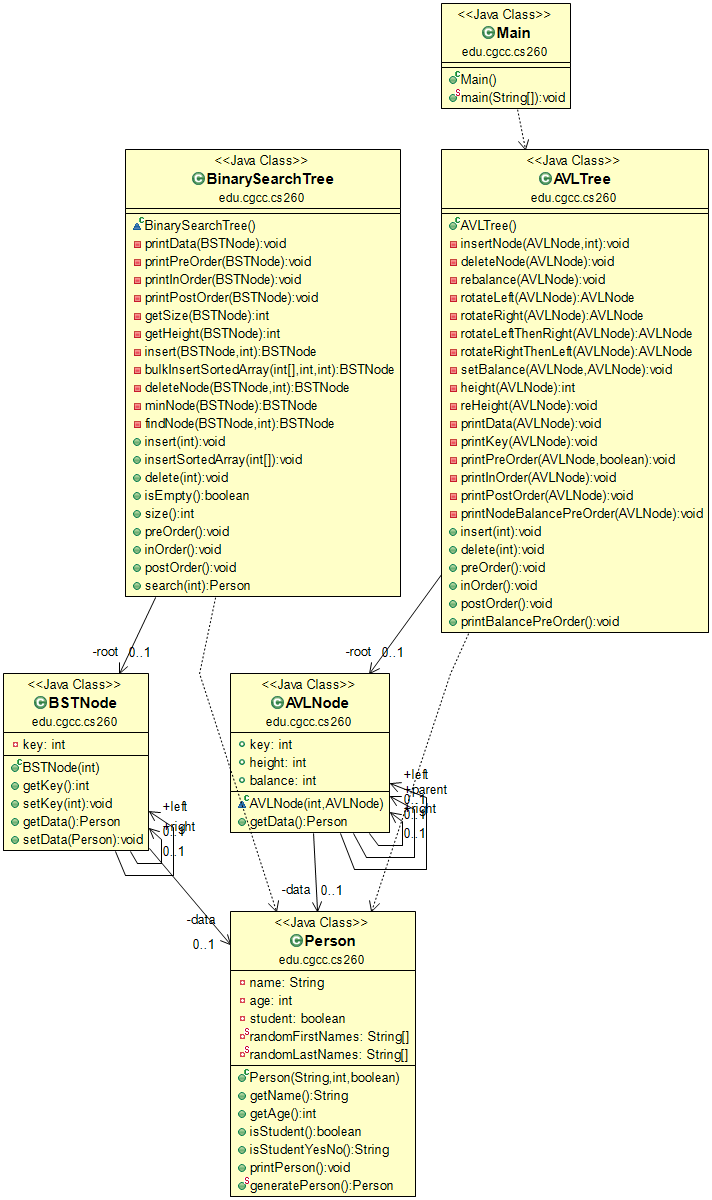 <<Java Class>>
Main
edu.cgcc.cs260
Main()
main(String[]):void
<<Java Class>>
BinarySearchTree
edu.cgcc.cs260
BinarySearchTree()
printData(BSTNode):void
printPreOrder(BSTNode):void
printInOrder(BSTNode):void
printPostOrder(BSTNode):void
getSize(BSTNode):int
getHeight(BSTNode):int
insert(BSTNode,int):BSTNode
bulkInsertSortedArray(int[],int,int):BSTNode
deleteNode(BSTNode,int):BSTNode
minNode(BSTNode):BSTNode
findNode(BSTNode,int):BSTNode
insert(int):void
insertSortedArray(int[]):void
delete(int):void
isEmpty():boolean
size():int
preOrder():void
inOrder():void
postOrder():void
search(int):Person
<<Java Class>>
AVLTree
edu.cgcc.cs260
AVLTree()
insertNode(AVLNode,int):void
deleteNode(AVLNode):void
rebalance(AVLNode):void
rotateLeft(AVLNode):AVLNode
rotateRight(AVLNode):AVLNode
rotateLeftThenRight(AVLNode):AVLNode
rotateRightThenLeft(AVLNode):AVLNode
setBalance(AVLNode,AVLNode):void
height(AVLNode):int
reHeight(AVLNode):void
printData(AVLNode):void
printKey(AVLNode):void
printPreOrder(AVLNode,boolean):void
printInOrder(AVLNode):void
printPostOrder(AVLNode):void
printNodeBalancePreOrder(AVLNode):void
insert(int):void
delete(int):void
preOrder():void
inOrder():void
postOrder():void
printBalancePreOrder():void
-root 0..1
-root 0..1
<<Java Class>>
BSTNode
edu.cgcc.cs260
key: int
BSTNode(int)
getKey():int
setKey(int):void
getData():Person
setData(Person):void
+left
+right
0..1
0..1
<<Java Class>>
AVLNode
edu.cgcc.cs260
key: int
height: int
balance: int
AVLNode(int,AVLNode)
getData():Person
+left
+parent
0..1
+right
0..1
0..1
-data 0..1
-data
0..1
<<Java Class>>
Person
edu.cgcc.cs260
name: String
age: int
student: boolean
randomFirstNames: String[]
randomLastNames: String[]
Person(String,int,boolean)
getName():String
getAge():int
isStudent():boolean
isStudentYesNo():String
printPerson():void
generatePerson():Person